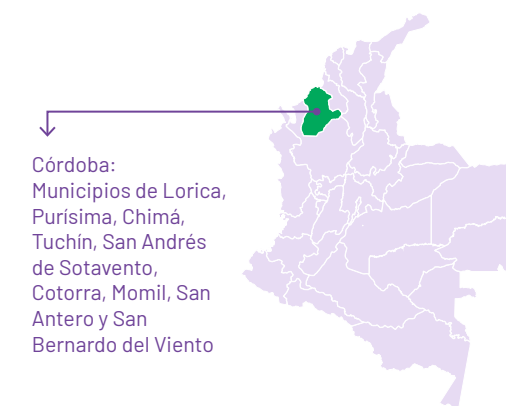 Córdoba:
Municipios de Lorica,
Purísima, Chimá,
Tuchín, San Andrés
de Sotavento,
Cotorra, Momil, San
Antero y San
Bernardo del Viento